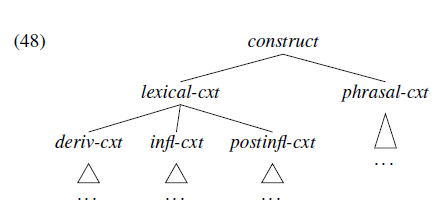 (48) construct
lexical-cxt phrasal-cxt
deriv-cxt infl-cxt postinfl-cxt
...
... ... ...